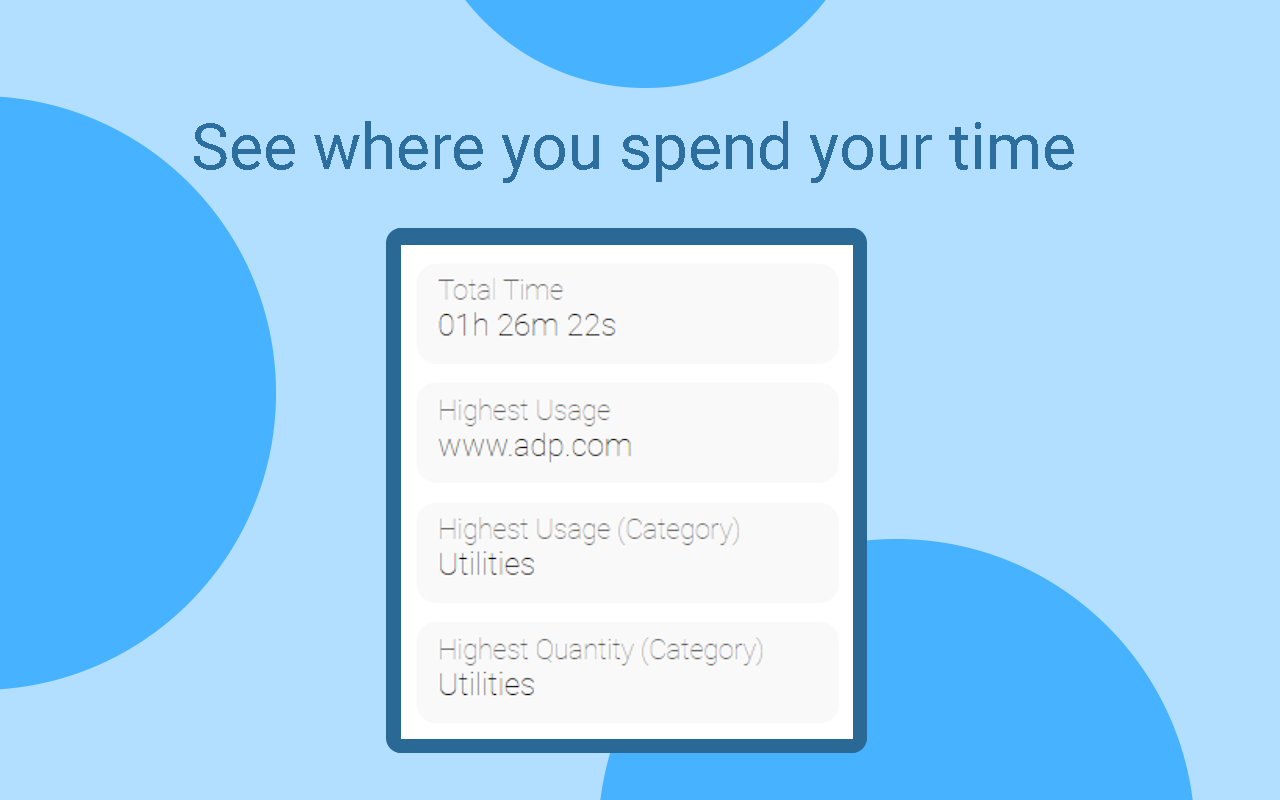 See where you spend your time
Total Time
01h 26m 22s
Highest Usage
www.adp.com
Highest Usage (Category)
Utilities
Highest Quantity (Category)
Utilities